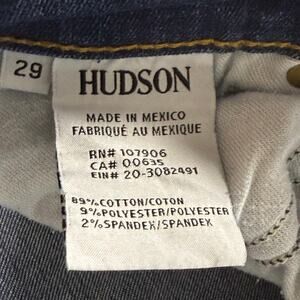 29
HUDSON
MADE IN MEXICO
FABRIQUÉ AU MEXIQUE
RN# 107906
CA# 00635
EIN# 20-3082491
89%COTTON/COTON
9%POLYESTER/POLYESTER
2%SPANDEX/SPANDEX